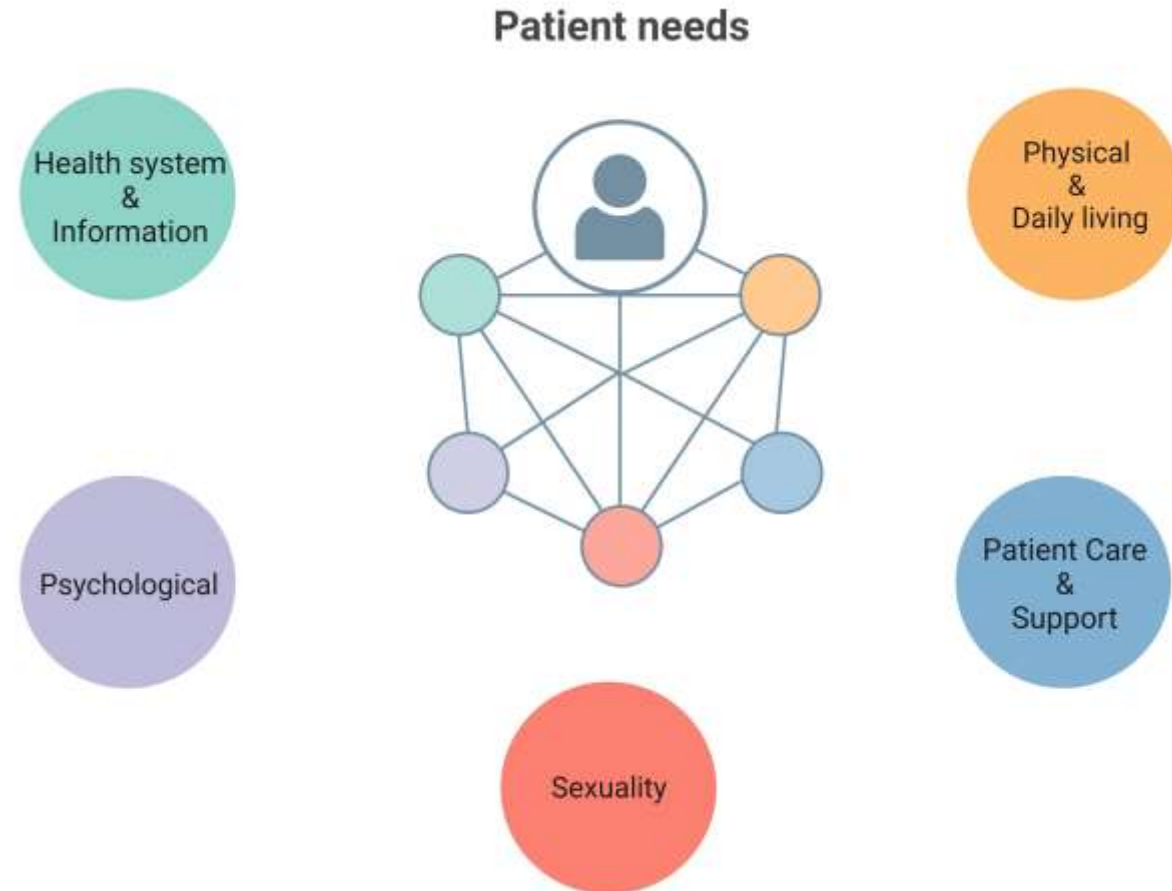 Patient needs
Health system
&
Information
Physical
&
Daily living
Psychological
Patient Care
&
Support
Sexuality